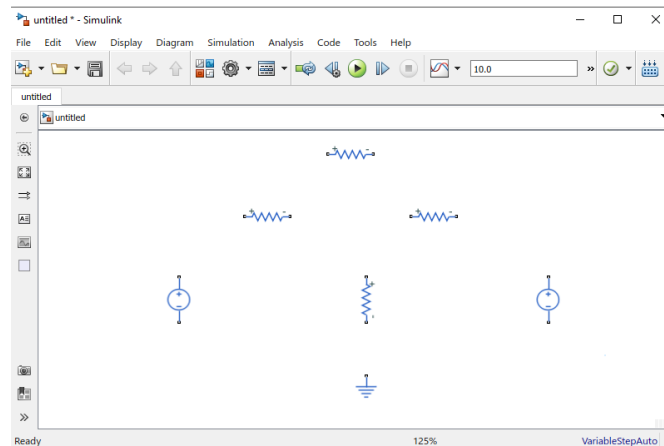 untitled * - Simulink
File Edit View Display Diagram Simulation Analysis Code Tools Help
10.0 »
untitled
untitled
+ -
+ - + -
+ - + - + -
A≡
»
Ready 125% VariableStepAuto